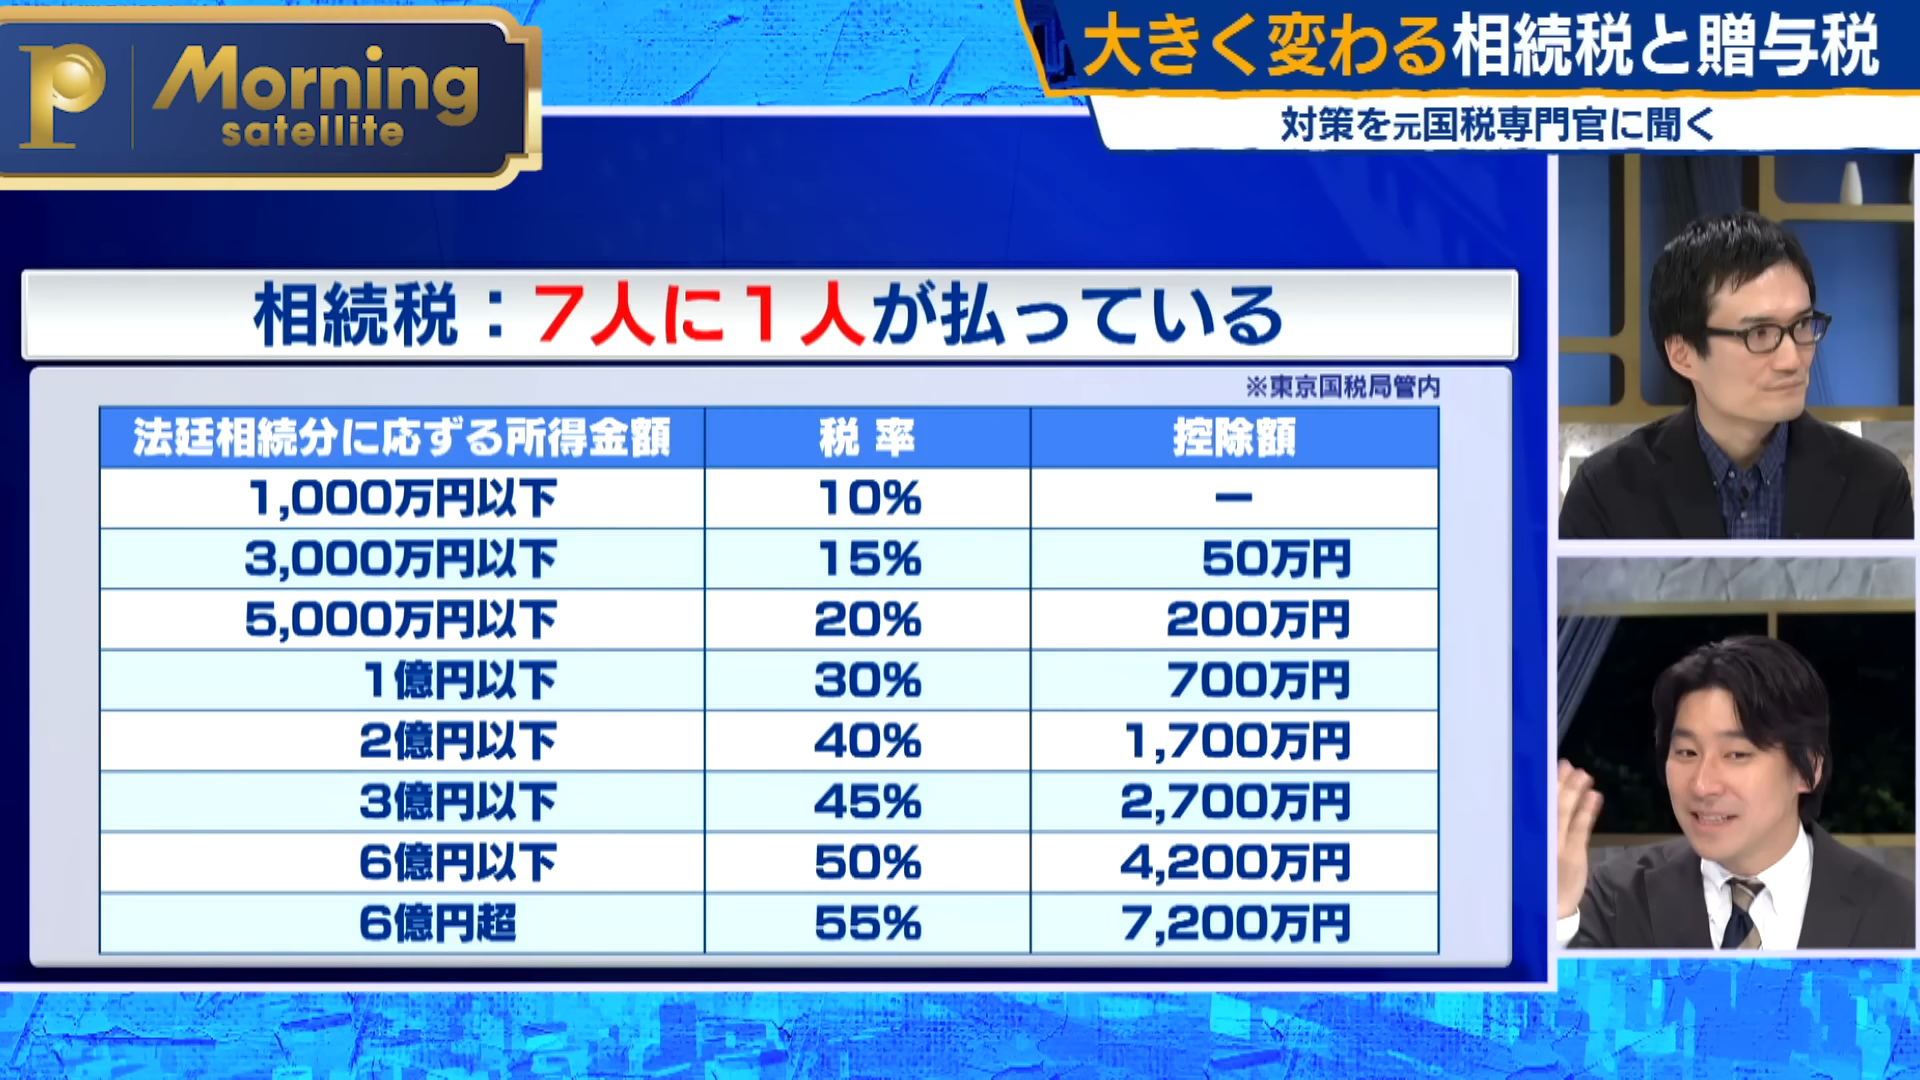 P Morning
satellite
大きく変わる相続税と贈与税
対策を元国税専門官に聞く
相続税：7人に1人が払っている
※東京国税局管内
法廷相続分に応ずる所得金額 税率 控除額
1,000万円以下 10% ー
3,000万円以下 15% 50万円
5,000万円以下 20% 200万円
1億円以下 30% 700万円
2億円以下 40% 1,700万円
3億円以下 45% 2,700万円
6億円以下 50% 4,200万円
6億円超 55% 7,200万円